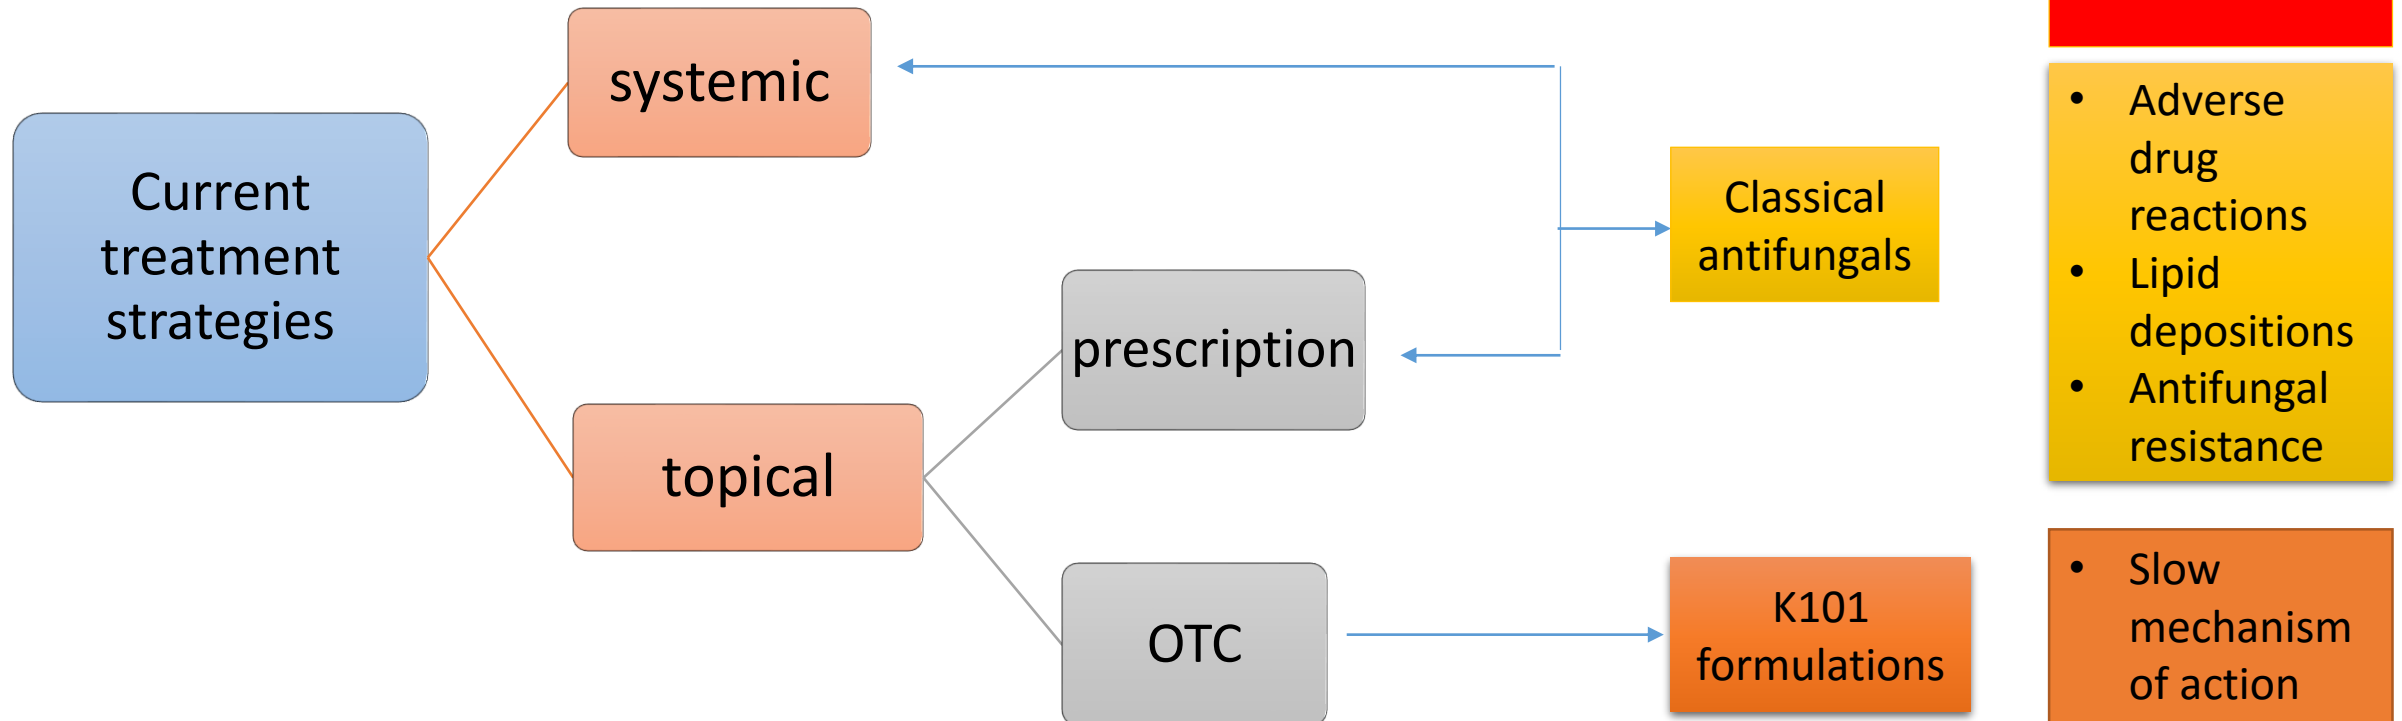 Current
treatment
strategies
systemic
topical
prescription
OTC
Classical
antifungals
K101
formulations
• Adverse
drug
reactions
• Lipid
depositions
• Antifungal
resistance
• Slow
mechanism
of action